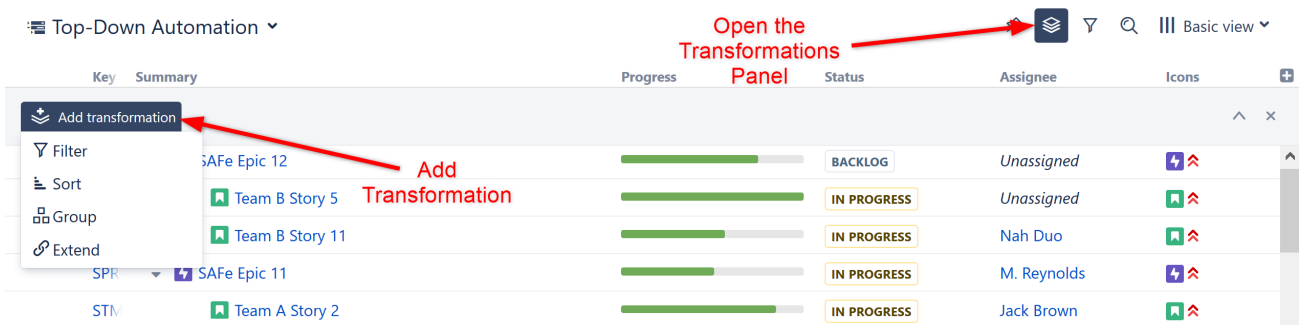 Top-Down Automation
Open the
Transformations
Panel
Basic view
Key Summary Progress Status Assignee Icons
Add transformation
Filter
Sort
Group
Extend
Add
Transformation
SAFe Epic 12 BACKLOG Unassigned
Team B Story 5 IN PROGRESS Unassigned
Team B Story 11 IN PROGRESS Nah Duo
SPR SAFe Epic 11 IN PROGRESS M. Reynolds
Team A Story 2 IN PROGRESS Jack Brown